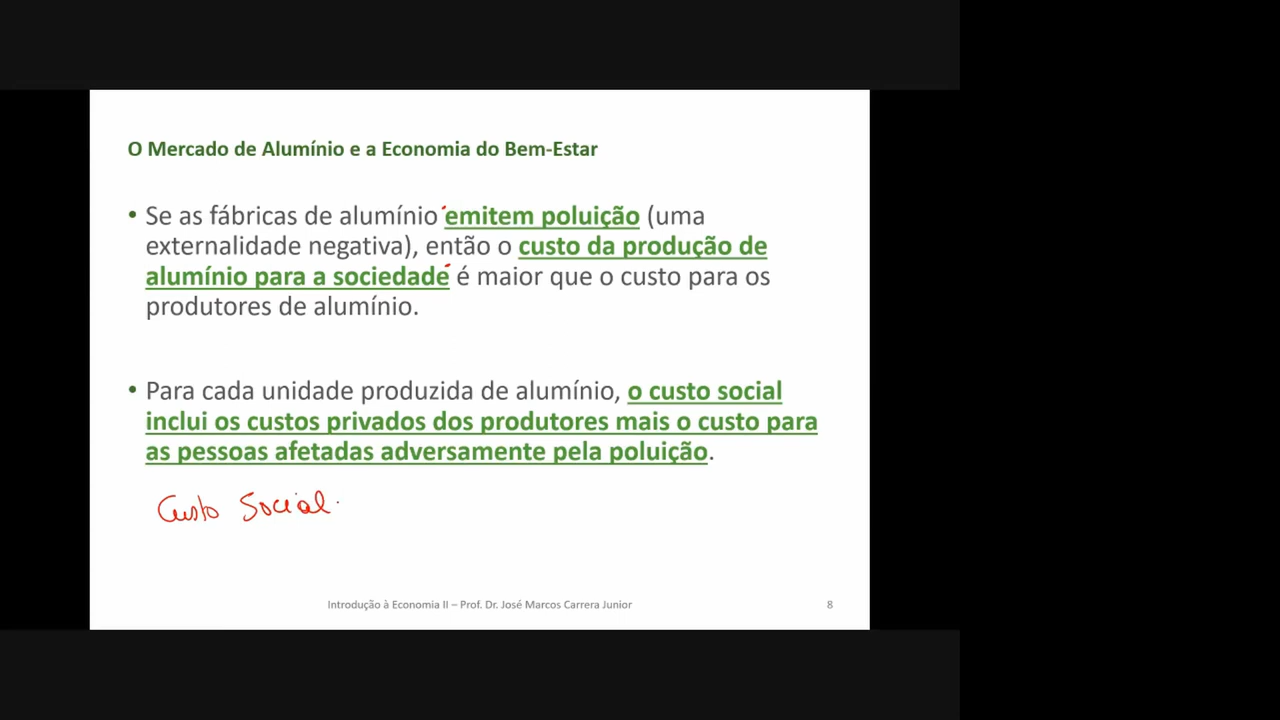 O Mercado de Alumínio e a Economia do Bem-Estar
• Se as fábricas de alumínio emitem poluição (uma
externalidade negativa), então o custo da produção de
alumínio para a sociedade é maior que o custo para os
produtores de alumínio.
• Para cada unidade produzida de alumínio, o custo social
inclui os custos privados dos produtores mais o custo para
as pessoas afetadas adversamente pela poluição.
Custo Social
Introdução à Economia II – Prof. Dr. José Marcos Carrera Junior 8